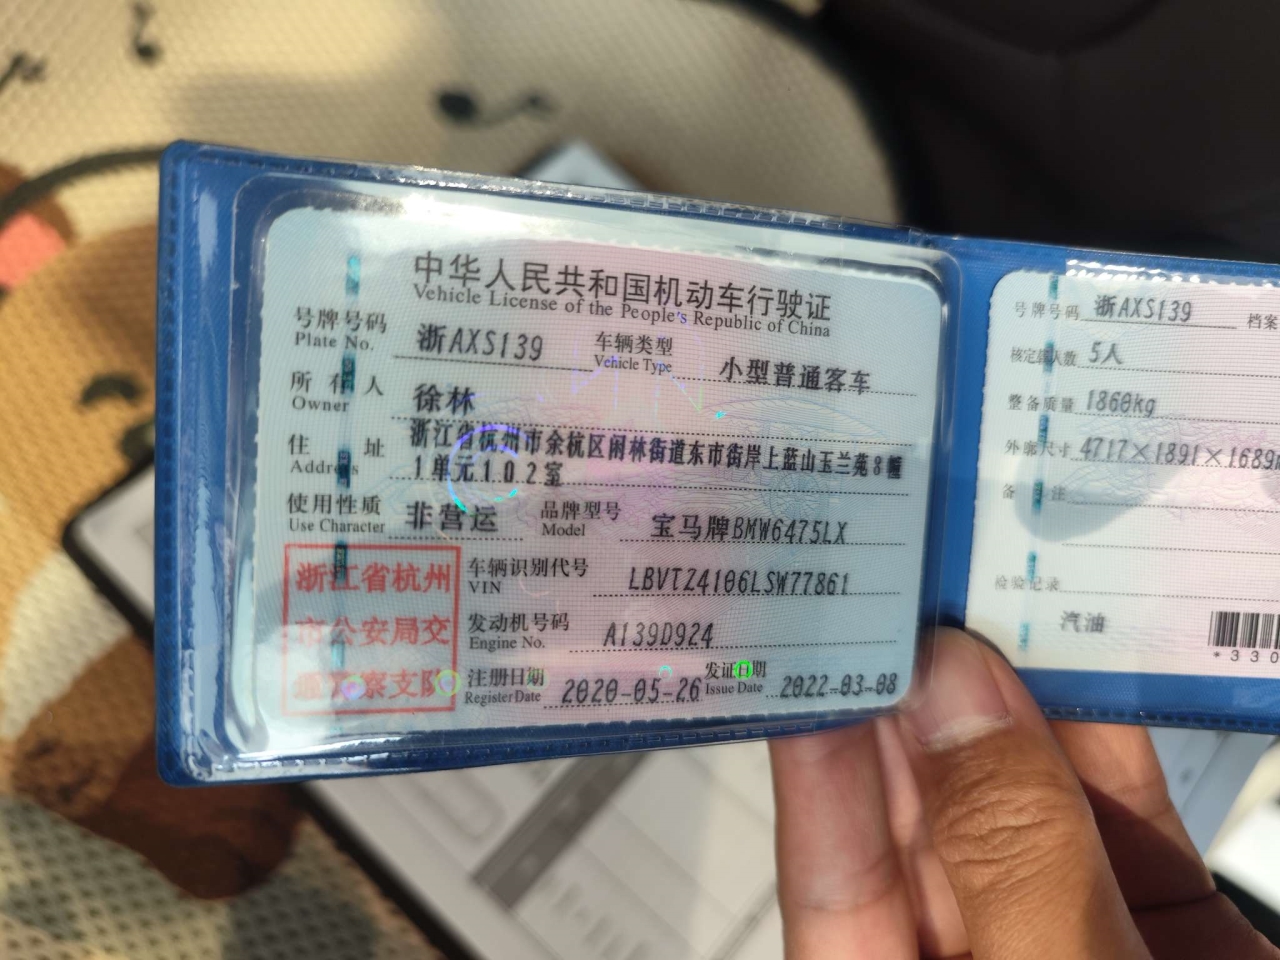 中华人民共和国机动车行驶证
Vehicle License of the People's Republic of China
号牌号码 浙AXS139 车辆类型 小型普通客车
Plate No. Vehicle Type
所有人 徐林
Owner
住址 浙江省杭州市余杭区闲林街道东市街岸上蓝山玉兰苑8幢
Address 1单元102室
使用性质 非营运 品牌型号 宝马牌BMW6475LX
Use Character Model
浙江省杭州
市公安局交
通警察支队
车辆识别代号 LBVTZ4106LSW77861
VIN
发动机号码 A139D924
Engine No.
注册日期 2020-05-26 发证日期 2022-03-08
Register Date Issue Date
号牌号码 浙AXS139 档案
核定载人数 5人
整备质量 1860kg
外廓尺寸 4717×1891×1689
备注
检验记录
汽油
*330